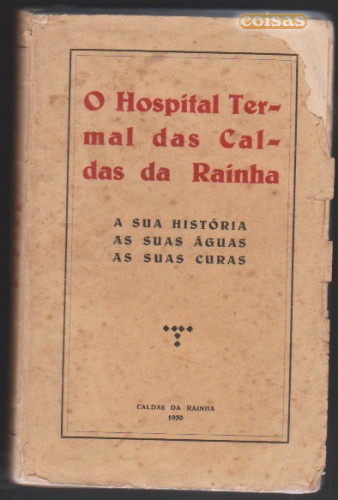 coisas
O Hospital Ter-
mal das Cal-
das da Raínha
A SUA HISTÓRIA
AS SUAS ÁGUAS
AS SUAS CURAS
CALDAS DA RAINHA
1930